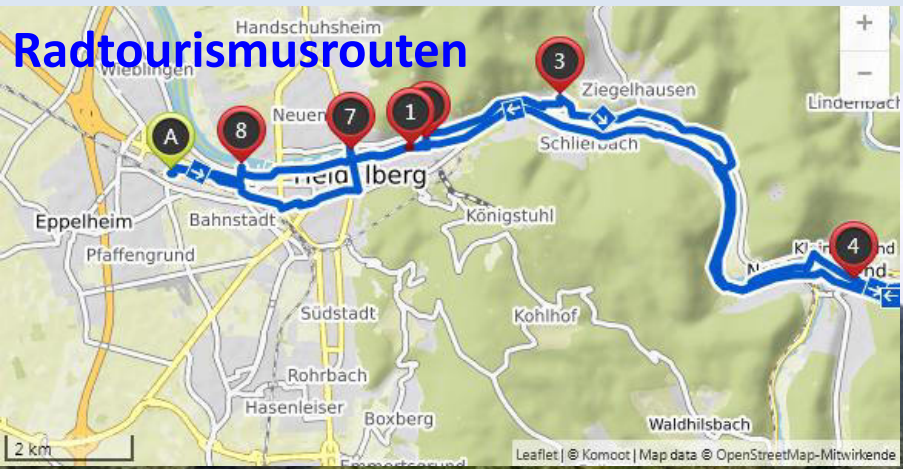 Radtourismusrouten
Handschuhsheim
Wieblingen
+
−
3
Ziegelhausen
Lindenbach
A
8
Neuen
7
1
Schlierbach
Heidelberg
Eppelheim
Bahnstadt
Königstuhl
Pfaffengrund
4
Südstadt
Kohlhof
Rohrbach
Hasenleiser
Boxberg
Waldhilsbach
2 km
Emmertsgrund
Leaflet | © Komoot | Map data © OpenStreetMap-Mitwirkende